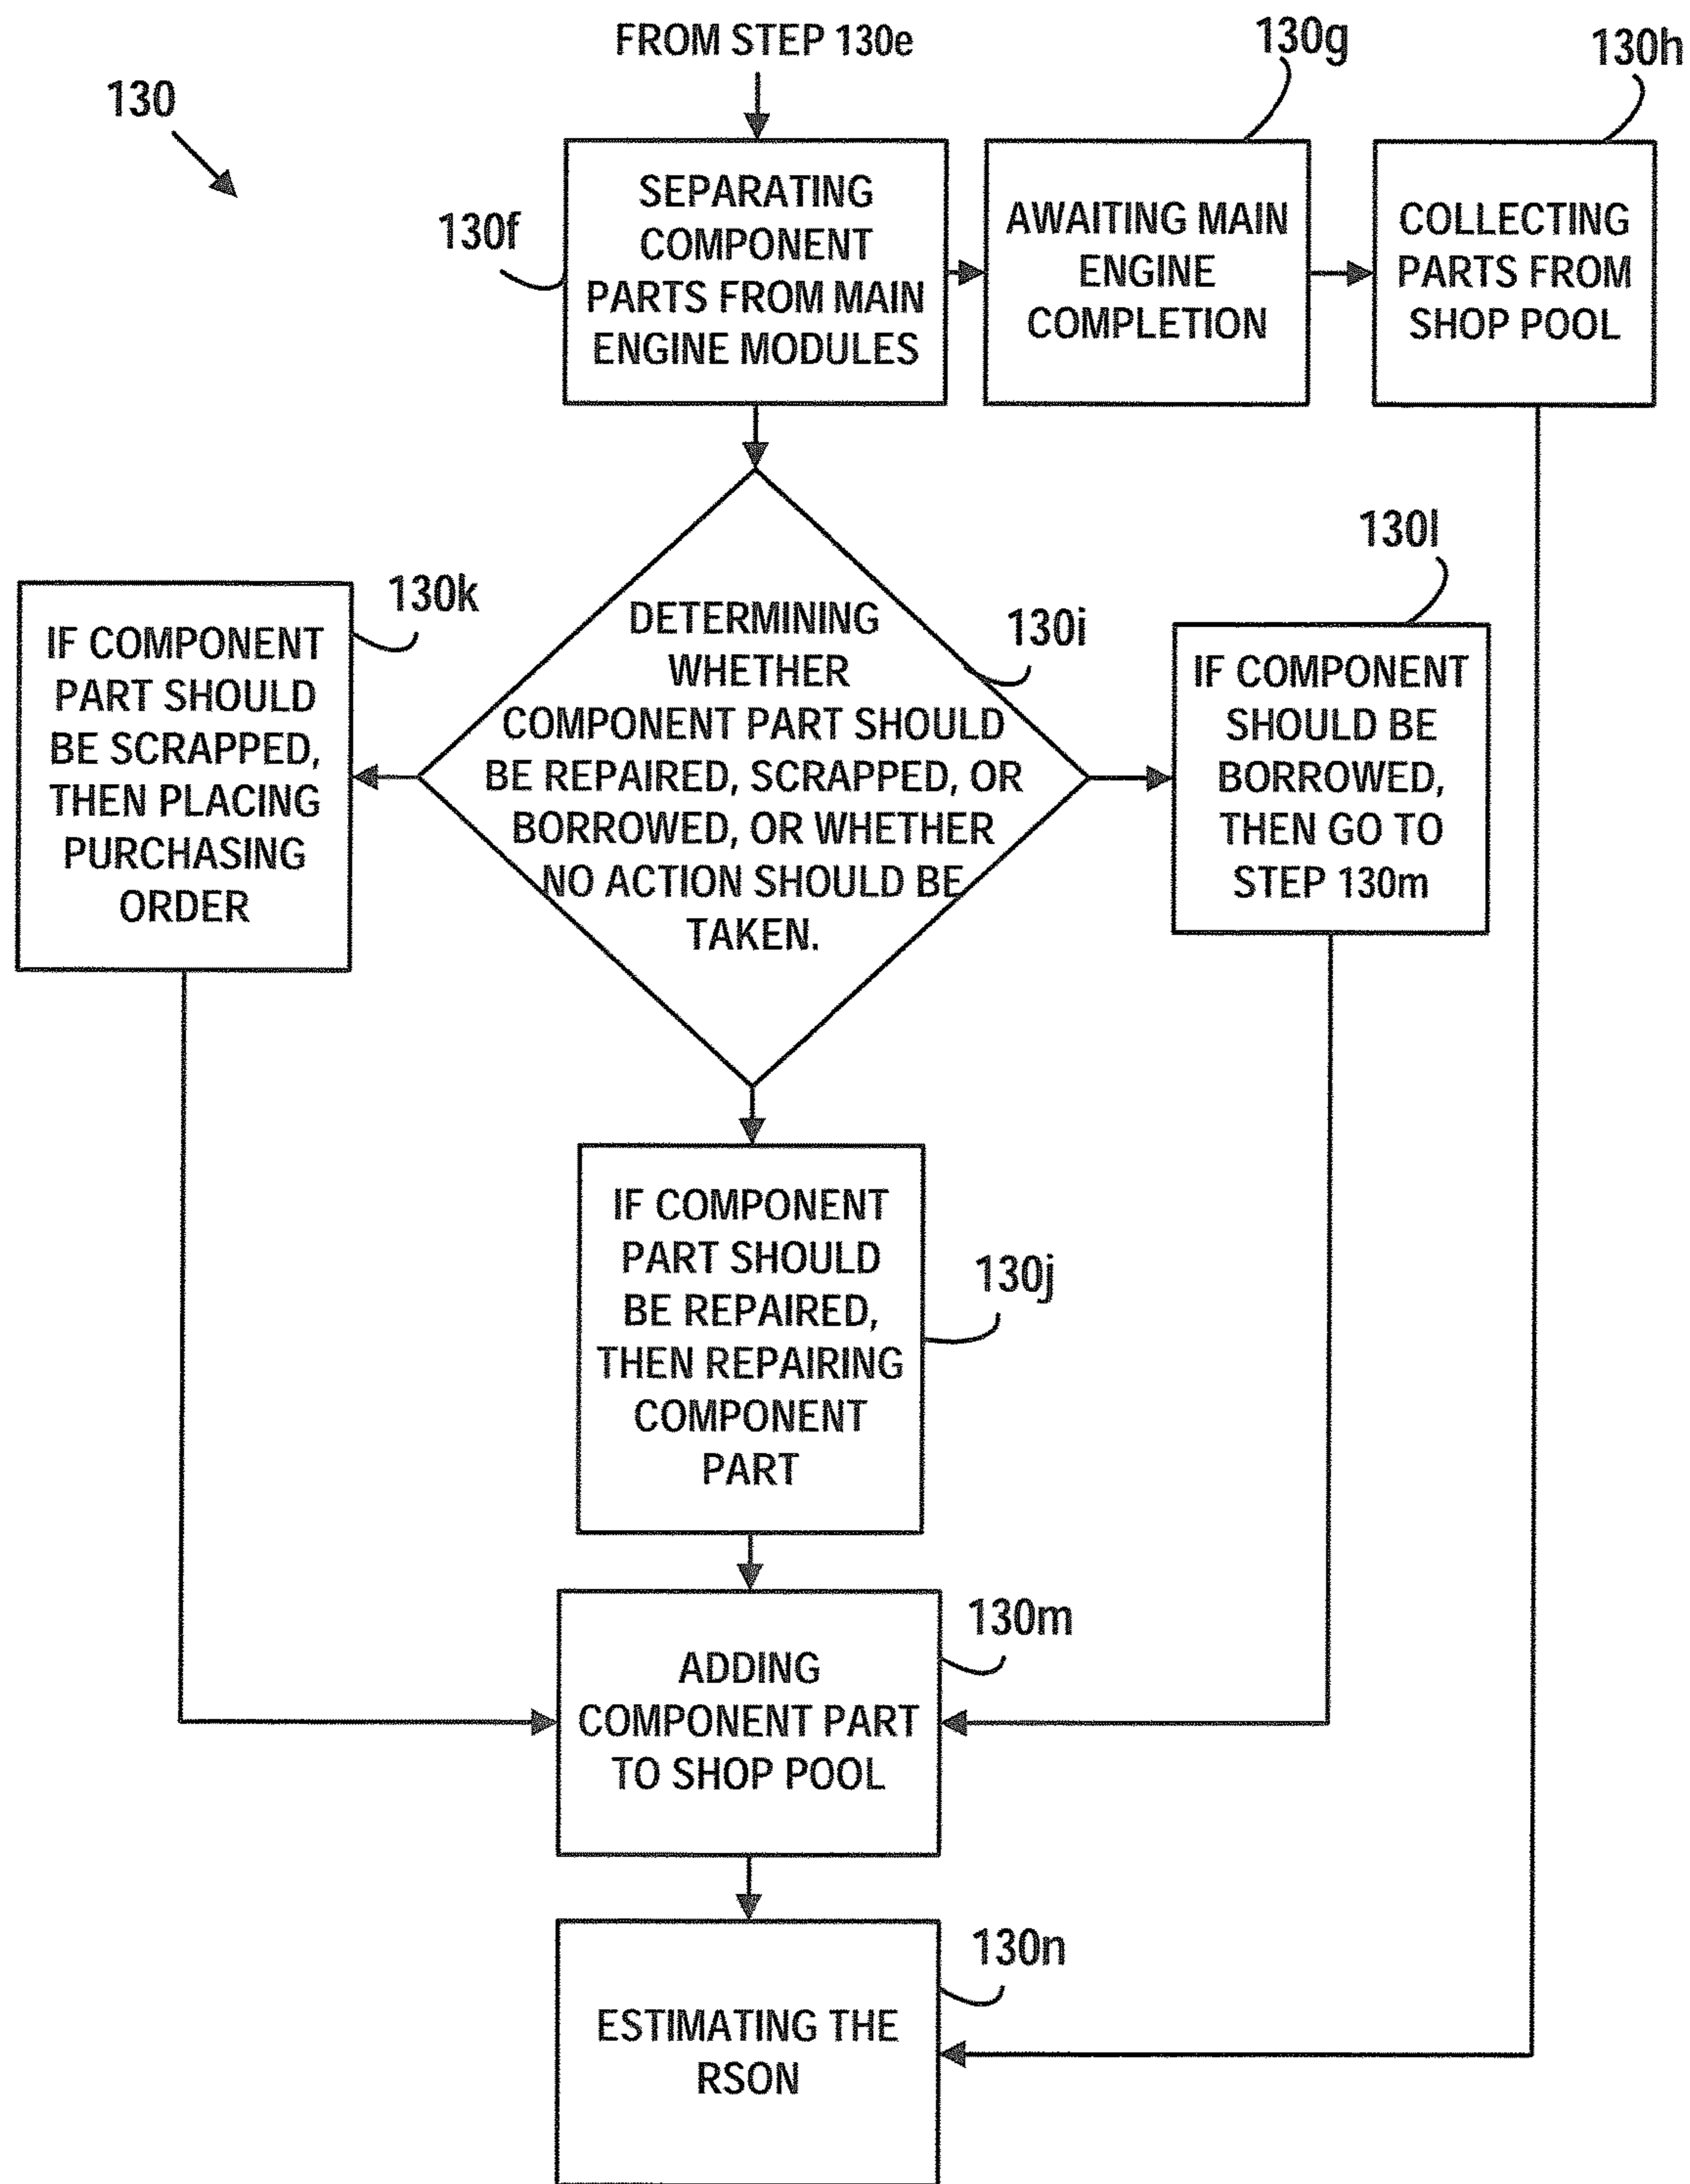 FROM STEP 130e
130
130f
SEPARATING
COMPONENT
PARTS FROM MAIN
ENGINE MODULES
130g
AWAITING MAIN
ENGINE
COMPLETION
130h
COLLECTING
PARTS FROM
SHOP POOL
130k
IF COMPONENT
PART SHOULD
BE SCRAPPED,
THEN PLACING
PURCHASING
ORDER
130i
DETERMINING
WHETHER
COMPONENT PART SHOULD
BE REPAIRED, SCRAPPED, OR
BORROWED, OR WHETHER
NO ACTION SHOULD BE
TAKEN.
130l
IF COMPONENT
SHOULD BE
BORROWED,
THEN GO TO
STEP 130m
IF COMPONENT
PART SHOULD
BE REPAIRED,
THEN REPAIRING
COMPONENT
PART
130j
ADDING
COMPONENT PART
TO SHOP POOL
130m
ESTIMATING THE
RSON
130n